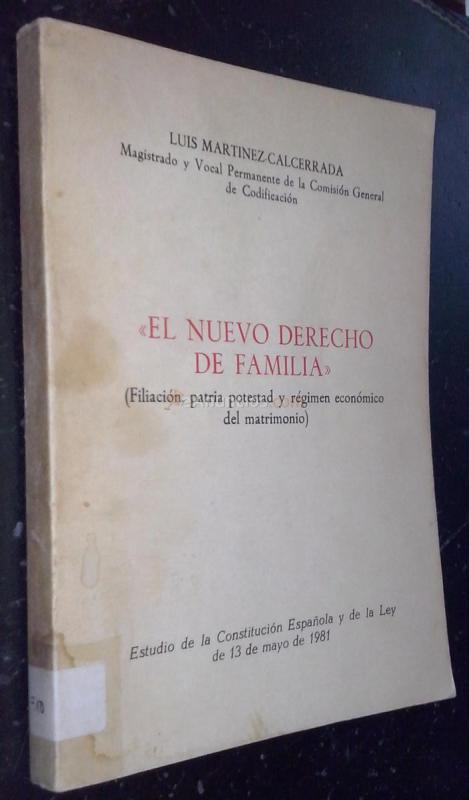 LUIS MARTINEZ-CALCERRADA
Magistrado y Vocal Permanente de la Comisión General
de Codificación
«EL NUEVO DERECHO
DE FAMILIA»
(Filiación, patria potestad y régimen económico
del matrimonio)
Estudio de la Constitución Española y de la Ley
de 13 de mayo de 1981